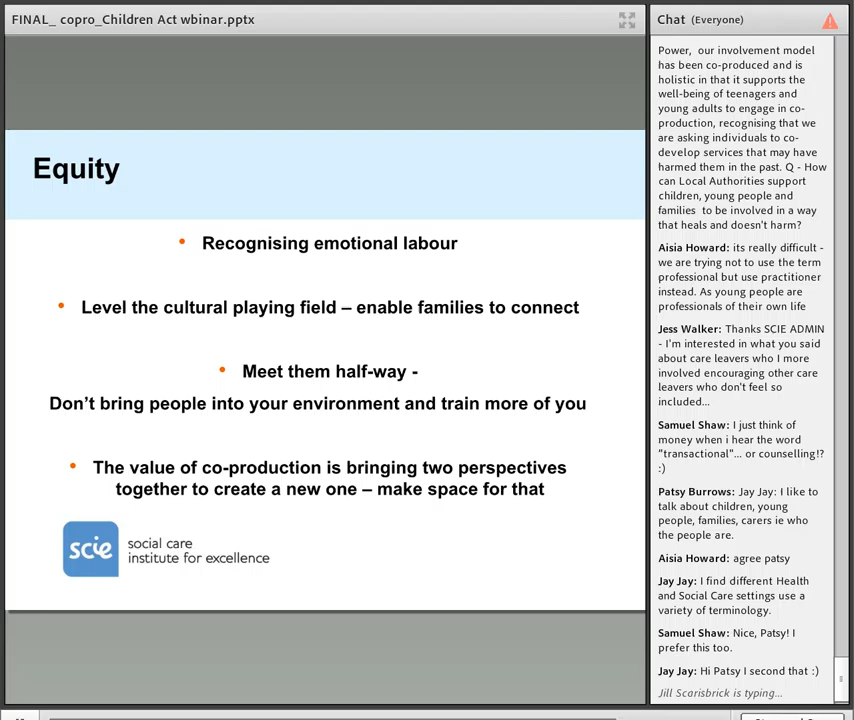 FINAL_ copro_Children Act wbinar.pptx
Equity
• Recognising emotional labour
• Level the cultural playing field – enable families to connect
• Meet them half-way -
Don't bring people into your environment and train more of you
• The value of co-production is bringing two perspectives
together to create a new one – make space for that
scie
social care
institute for excellence
Chat (Everyone)
Power, our involvement model
has been co-produced and is
holistic in that it supports the
well-being of teenagers and
young adults to engage in co-
production, recognising that we
are asking individuals to co-
develop services that may have
harmed them in the past. Q - How
can Local Authorities support
children, young people and
families to be involved in a way
that heals and doesn't harm?
Aisia Howard: its really difficult -
we are trying not to use the term
professional but use practitioner
instead. As young people are
professionals of their own life
Jess Walker: Thanks SCIE ADMIN
- I'm interested in what you said
about care leavers who I more
involved encouraging other care
leavers who don't feel so
included...
Samuel Shaw: I just think of
money when i hear the word
"transactional"... or counselling!?
:)
Patsy Burrows: Jay Jay: I like to
talk about children, young
people, families, carers ie who
the people are.
Aisia Howard: agree patsy
Jay Jay: I find different Health
and Social Care settings use a
variety of terminology.
Samuel Shaw: Nice, Patsy! I
prefer this too.
Jay Jay: Hi Patsy I second that :)
Jill Scarisbrick is typing...